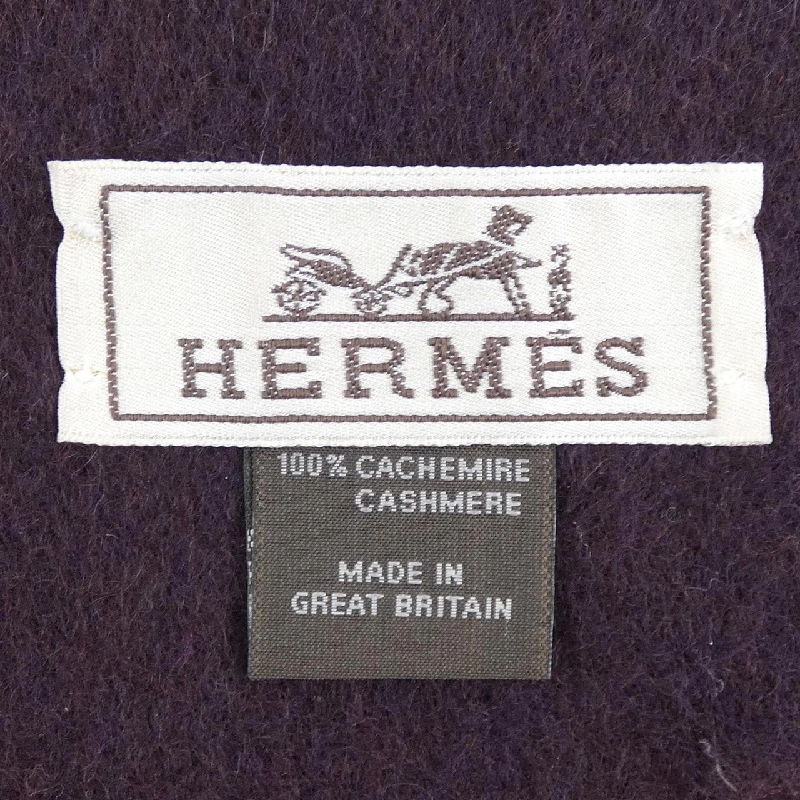 HERMÈS
100% CACHEMIRE
CASHMERE
MADE IN
GREAT BRITAIN